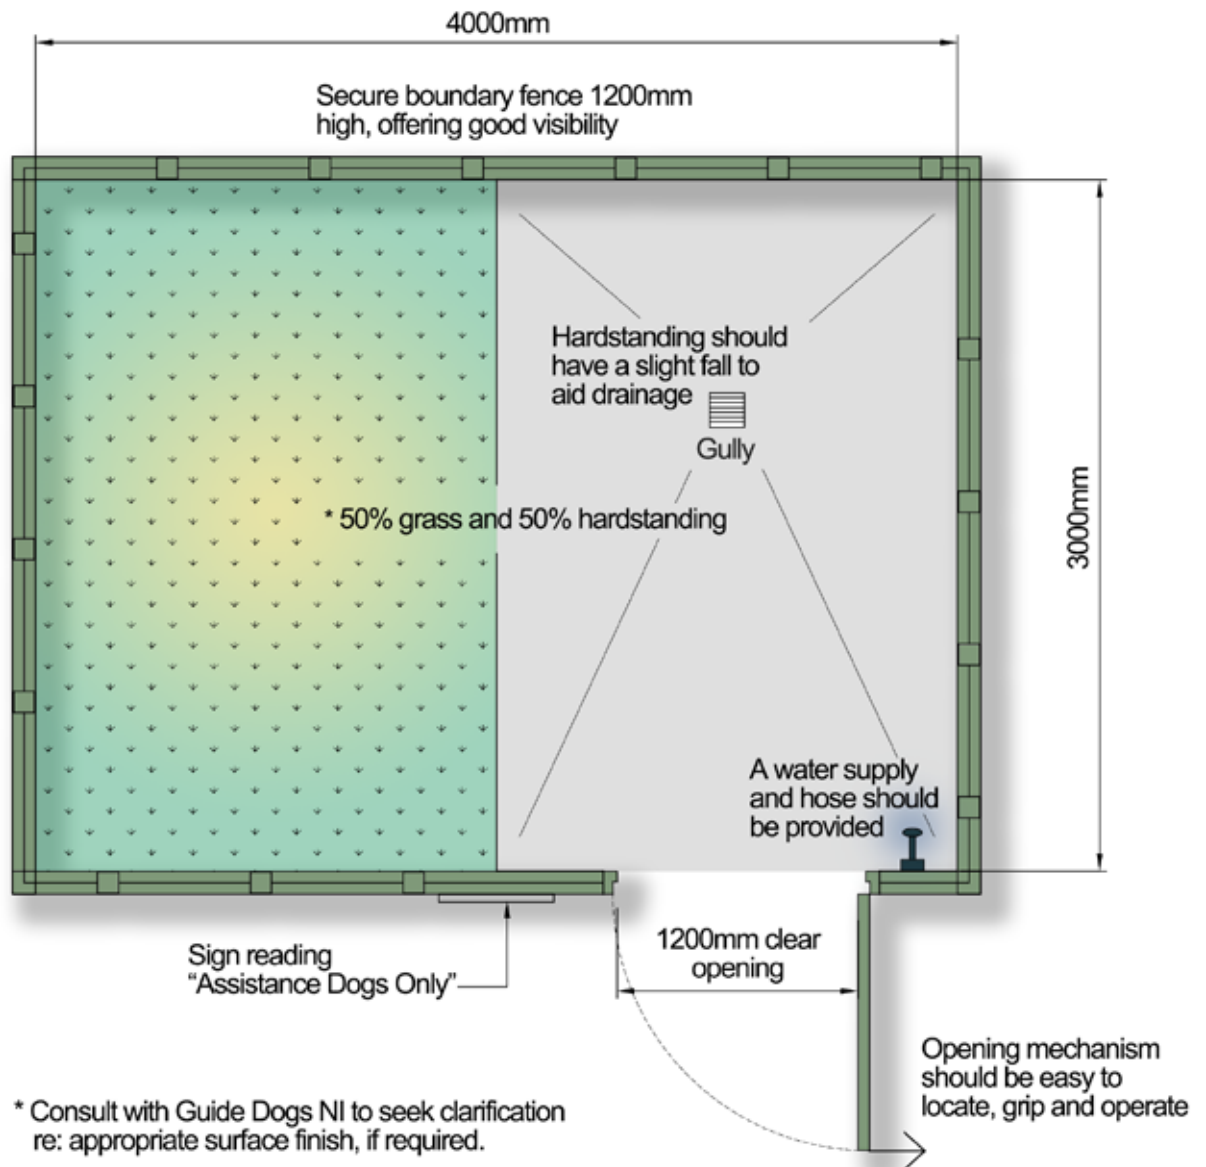 4000mm
Secure boundary fence 1200mm
high, offering good visibility
Hardstanding should
have a slight fall to
aid drainage
Gully
* 50% grass and 50% hardstanding
3000mm
A water supply
and hose should
be provided
Sign reading
“Assistance Dogs Only”
1200mm clear
opening
Opening mechanism
should be easy to
locate, grip and operate
* Consult with Guide Dogs NI to seek clarification
re: appropriate surface finish, if required.